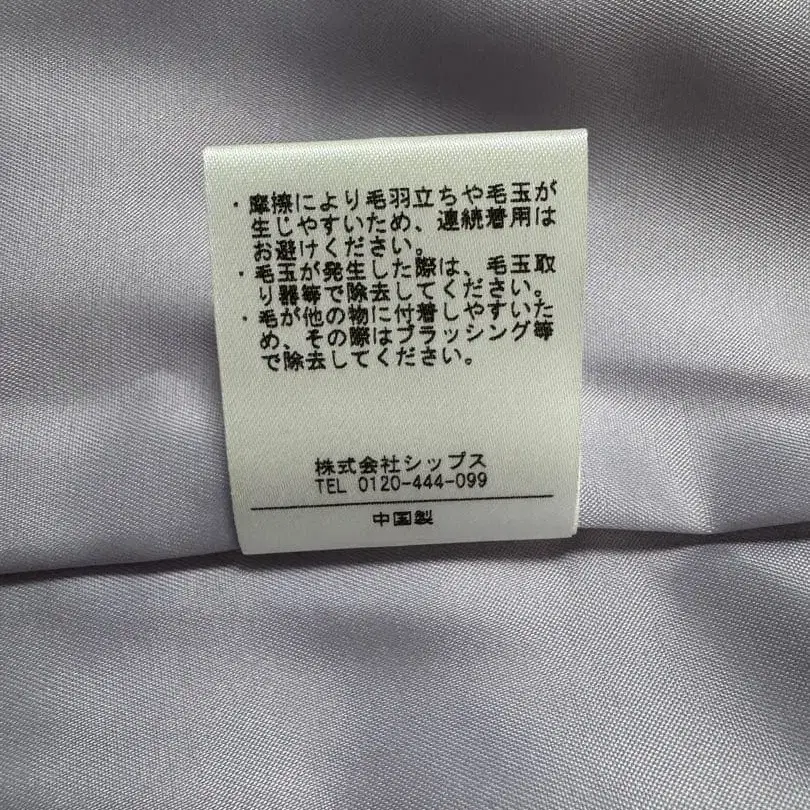 ・摩擦により毛羽立ちや毛玉が
生じやすいため、連続着用は
お避けください。
・毛玉が発生した際は、毛玉取
り器等で除去してください。
・毛が他の物に付着しやすいた
め、その際はブラッシング等
で除去してください。
株式会社シップス
TEL 0120-444-099
中国製